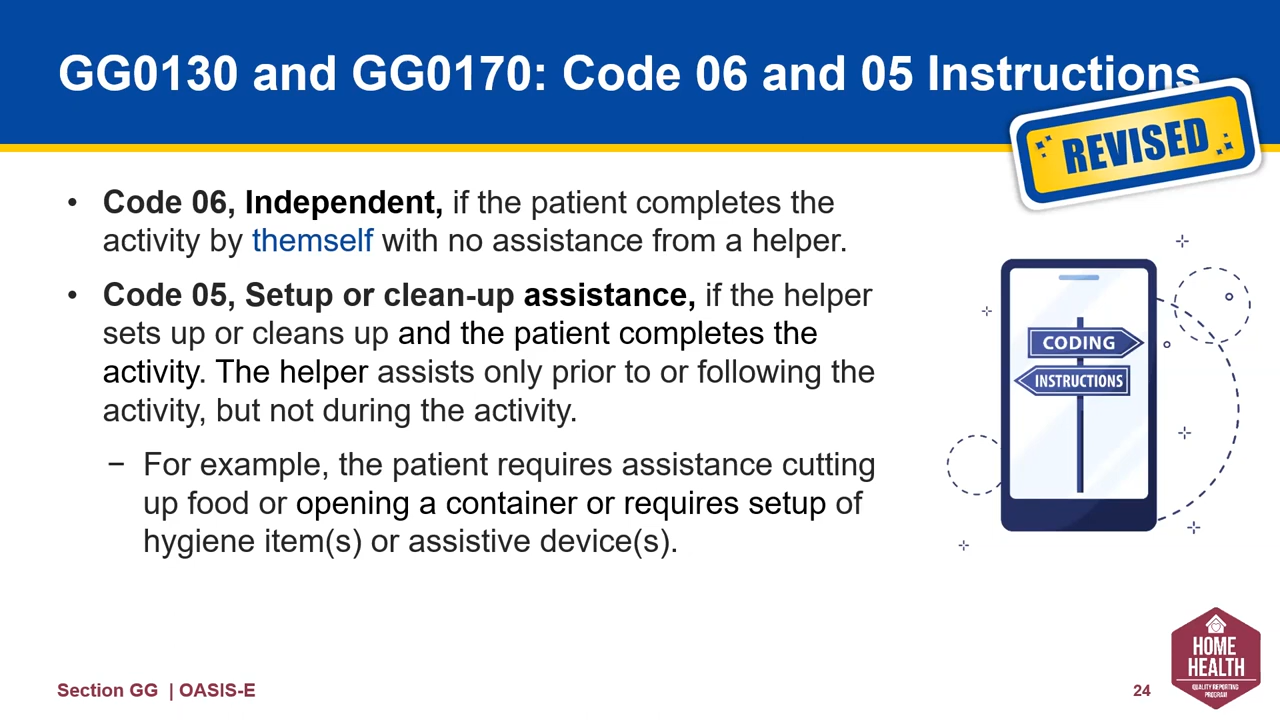 GG0130 and GG0170: Code 06 and 05 Instructions
REVISED
• Code 06, Independent, if the patient completes the
activity by themself with no assistance from a helper.
• Code 05, Setup or clean-up assistance, if the helper
sets up or cleans up and the patient completes the
activity. The helper assists only prior to or following the
activity, but not during the activity.
− For example, the patient requires assistance cutting
up food or opening a container or requires setup of
hygiene item(s) or assistive device(s).
CODING
INSTRUCTIONS
Section GG | OASIS-E
24
HOME
HEALTH
QUALITY REPORTING
PROGRAM